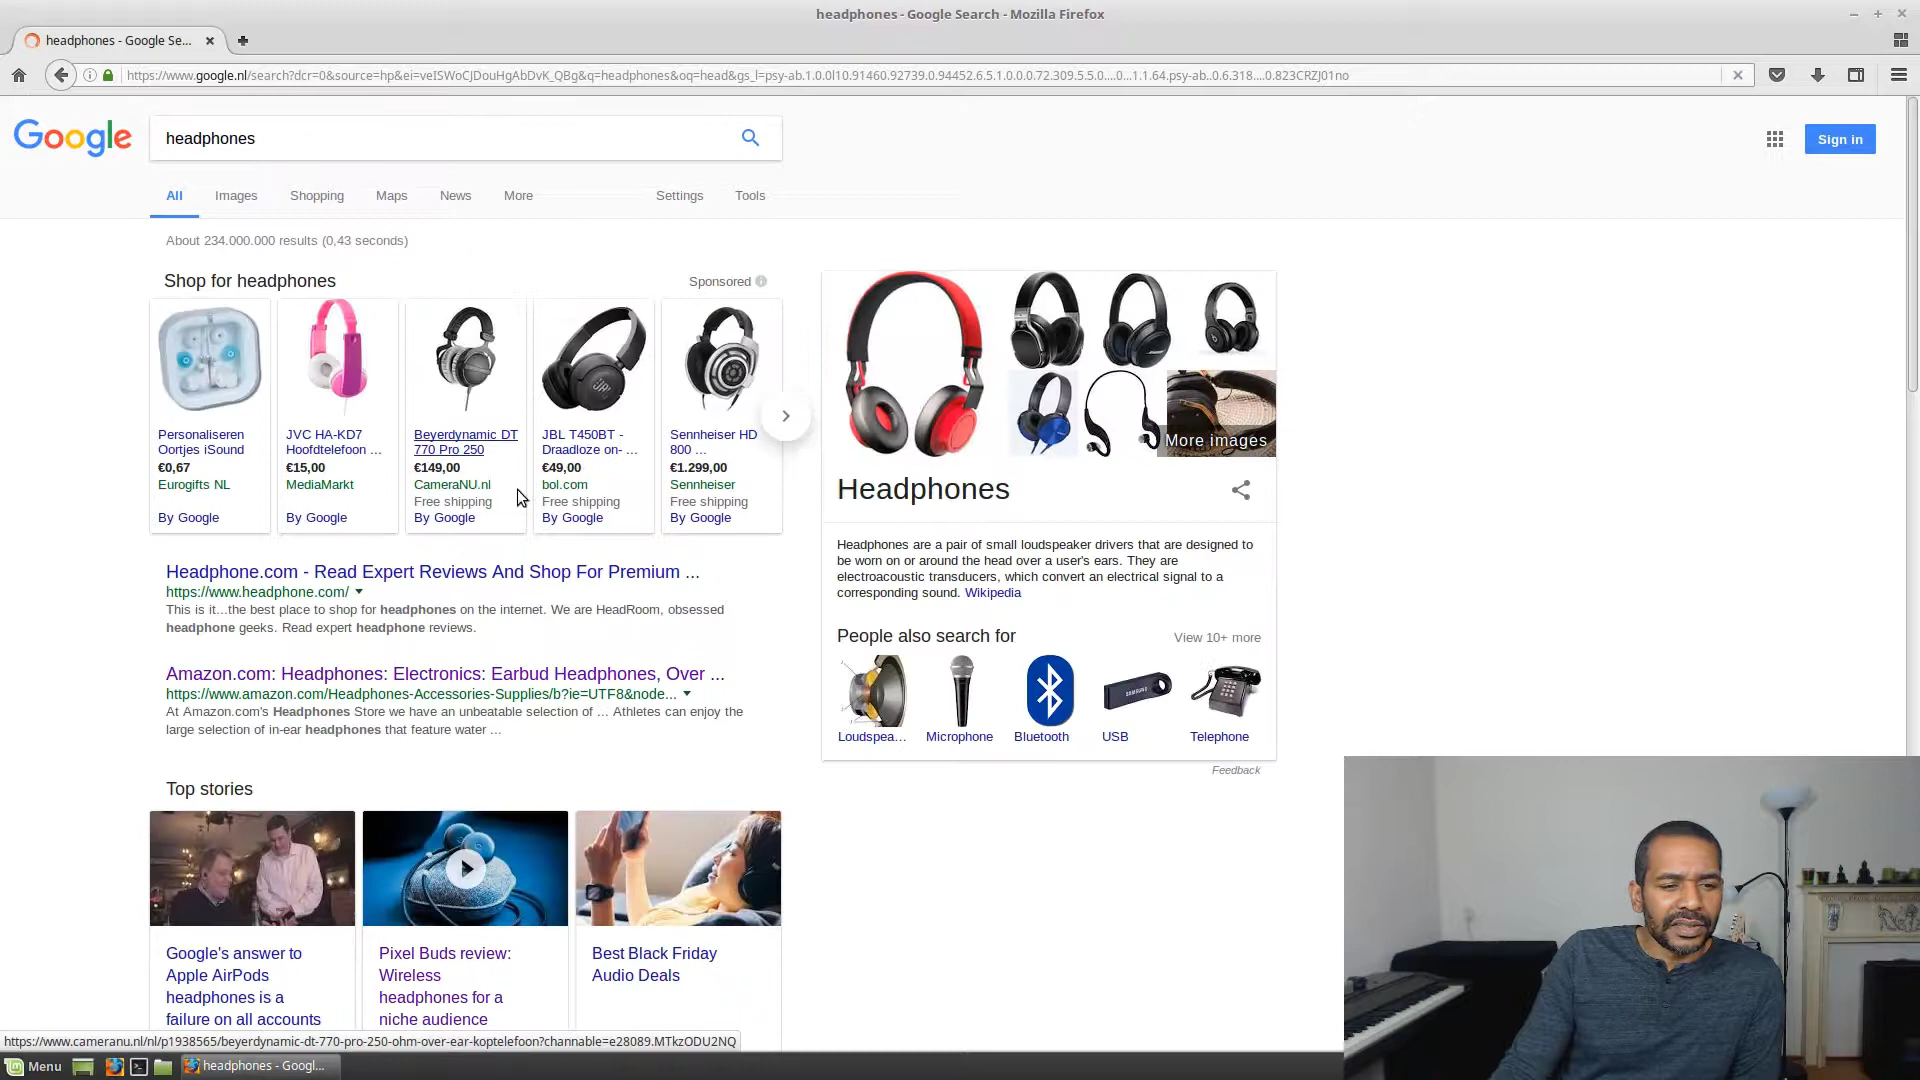 headphones - Google Search - Mozilla Firefox
headphones - Google Se...
https://www.google.nl/search?dcr=0&source=hp&ei=veISWoCJDouHgAbDvK_QBg&q=headphones&oq=head&gs_l=psy-ab.1.0.0l10.91460.92739.0.94452.6.5.1.0.0.0.72.309.5.5.0....0...1.1.64.psy-ab..0.6.318....0.823CRZJ01no
Google
headphones
Sign in
All
Images
Shopping
Maps
News
More
Settings
Tools
About 234.000.000 results (0,43 seconds)
Shop for headphones
Sponsored
Personaliseren
Oortjes iSound
€0,67
Eurogifts NL
By Google
JVC HA-KD7
Hoofdtelefoon ...
€15,00
MediaMarkt
By Google
Beyerdynamic DT
770 Pro 250
€149,00
CameraNU.nl
Free shipping
By Google
JBL
JBL T450BT -
Draadloze on- ...
€49,00
bol.com
Free shipping
By Google
Sennheiser HD
800 ...
€1.299,00
Sennheiser
Free shipping
By Google
Headphone.com - Read Expert Reviews And Shop For Premium ...
https://www.headphone.com/
This is it...the best place to shop for headphones on the internet. We are HeadRoom, obsessed
headphone geeks. Read expert headphone reviews.
Amazon.com: Headphones: Electronics: Earbud Headphones, Over ...
https://www.amazon.com/Headphones-Accessories-Supplies/b?ie=UTF8&node...
At Amazon.com's Headphones Store we have an unbeatable selection of ... Athletes can enjoy the
large selection of in-ear headphones that feature water ...
Top stories
Google's answer to
Apple AirPods
headphones is a
failure on all accounts
Pixel Buds review:
Wireless
headphones for a
niche audience
Best Black Friday
Audio Deals
More images
Headphones
Headphones are a pair of small loudspeaker drivers that are designed to
be worn on or around the head over a user's ears. They are
electroacoustic transducers, which convert an electrical signal to a
corresponding sound. Wikipedia
People also search for
View 10+ more
SAMSUNG
Loudspea...
Microphone
Bluetooth
USB
Telephone
Feedback
https://www.cameranu.nl/nl/p1938565/beyerdynamic-dt-770-pro-250-ohm-over-ear-koptelefoon?channable=e28089.MTkzODU2NQ
Menu
headphones - Googl...